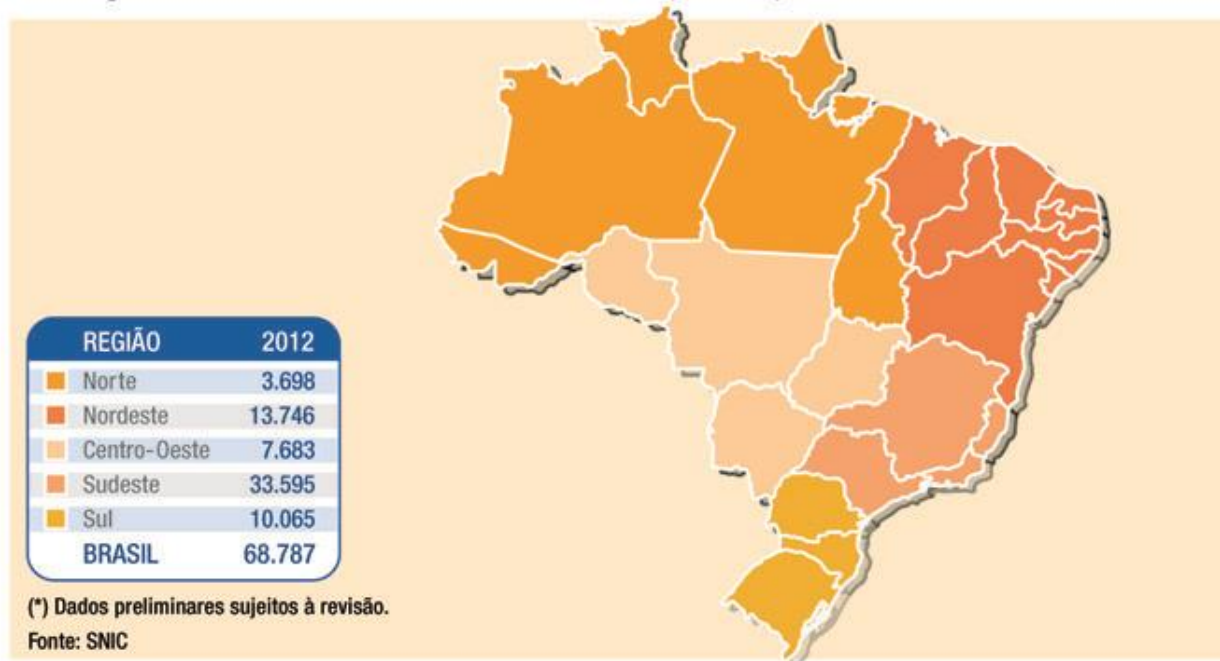 REGIÃO 2012
Norte 3.698
Nordeste 13.746
Centro-Oeste 7.683
Sudeste 33.595
Sul 10.065
BRASIL 68.787
(*) Dados preliminares sujeitos à revisão.
Fonte: SNIC